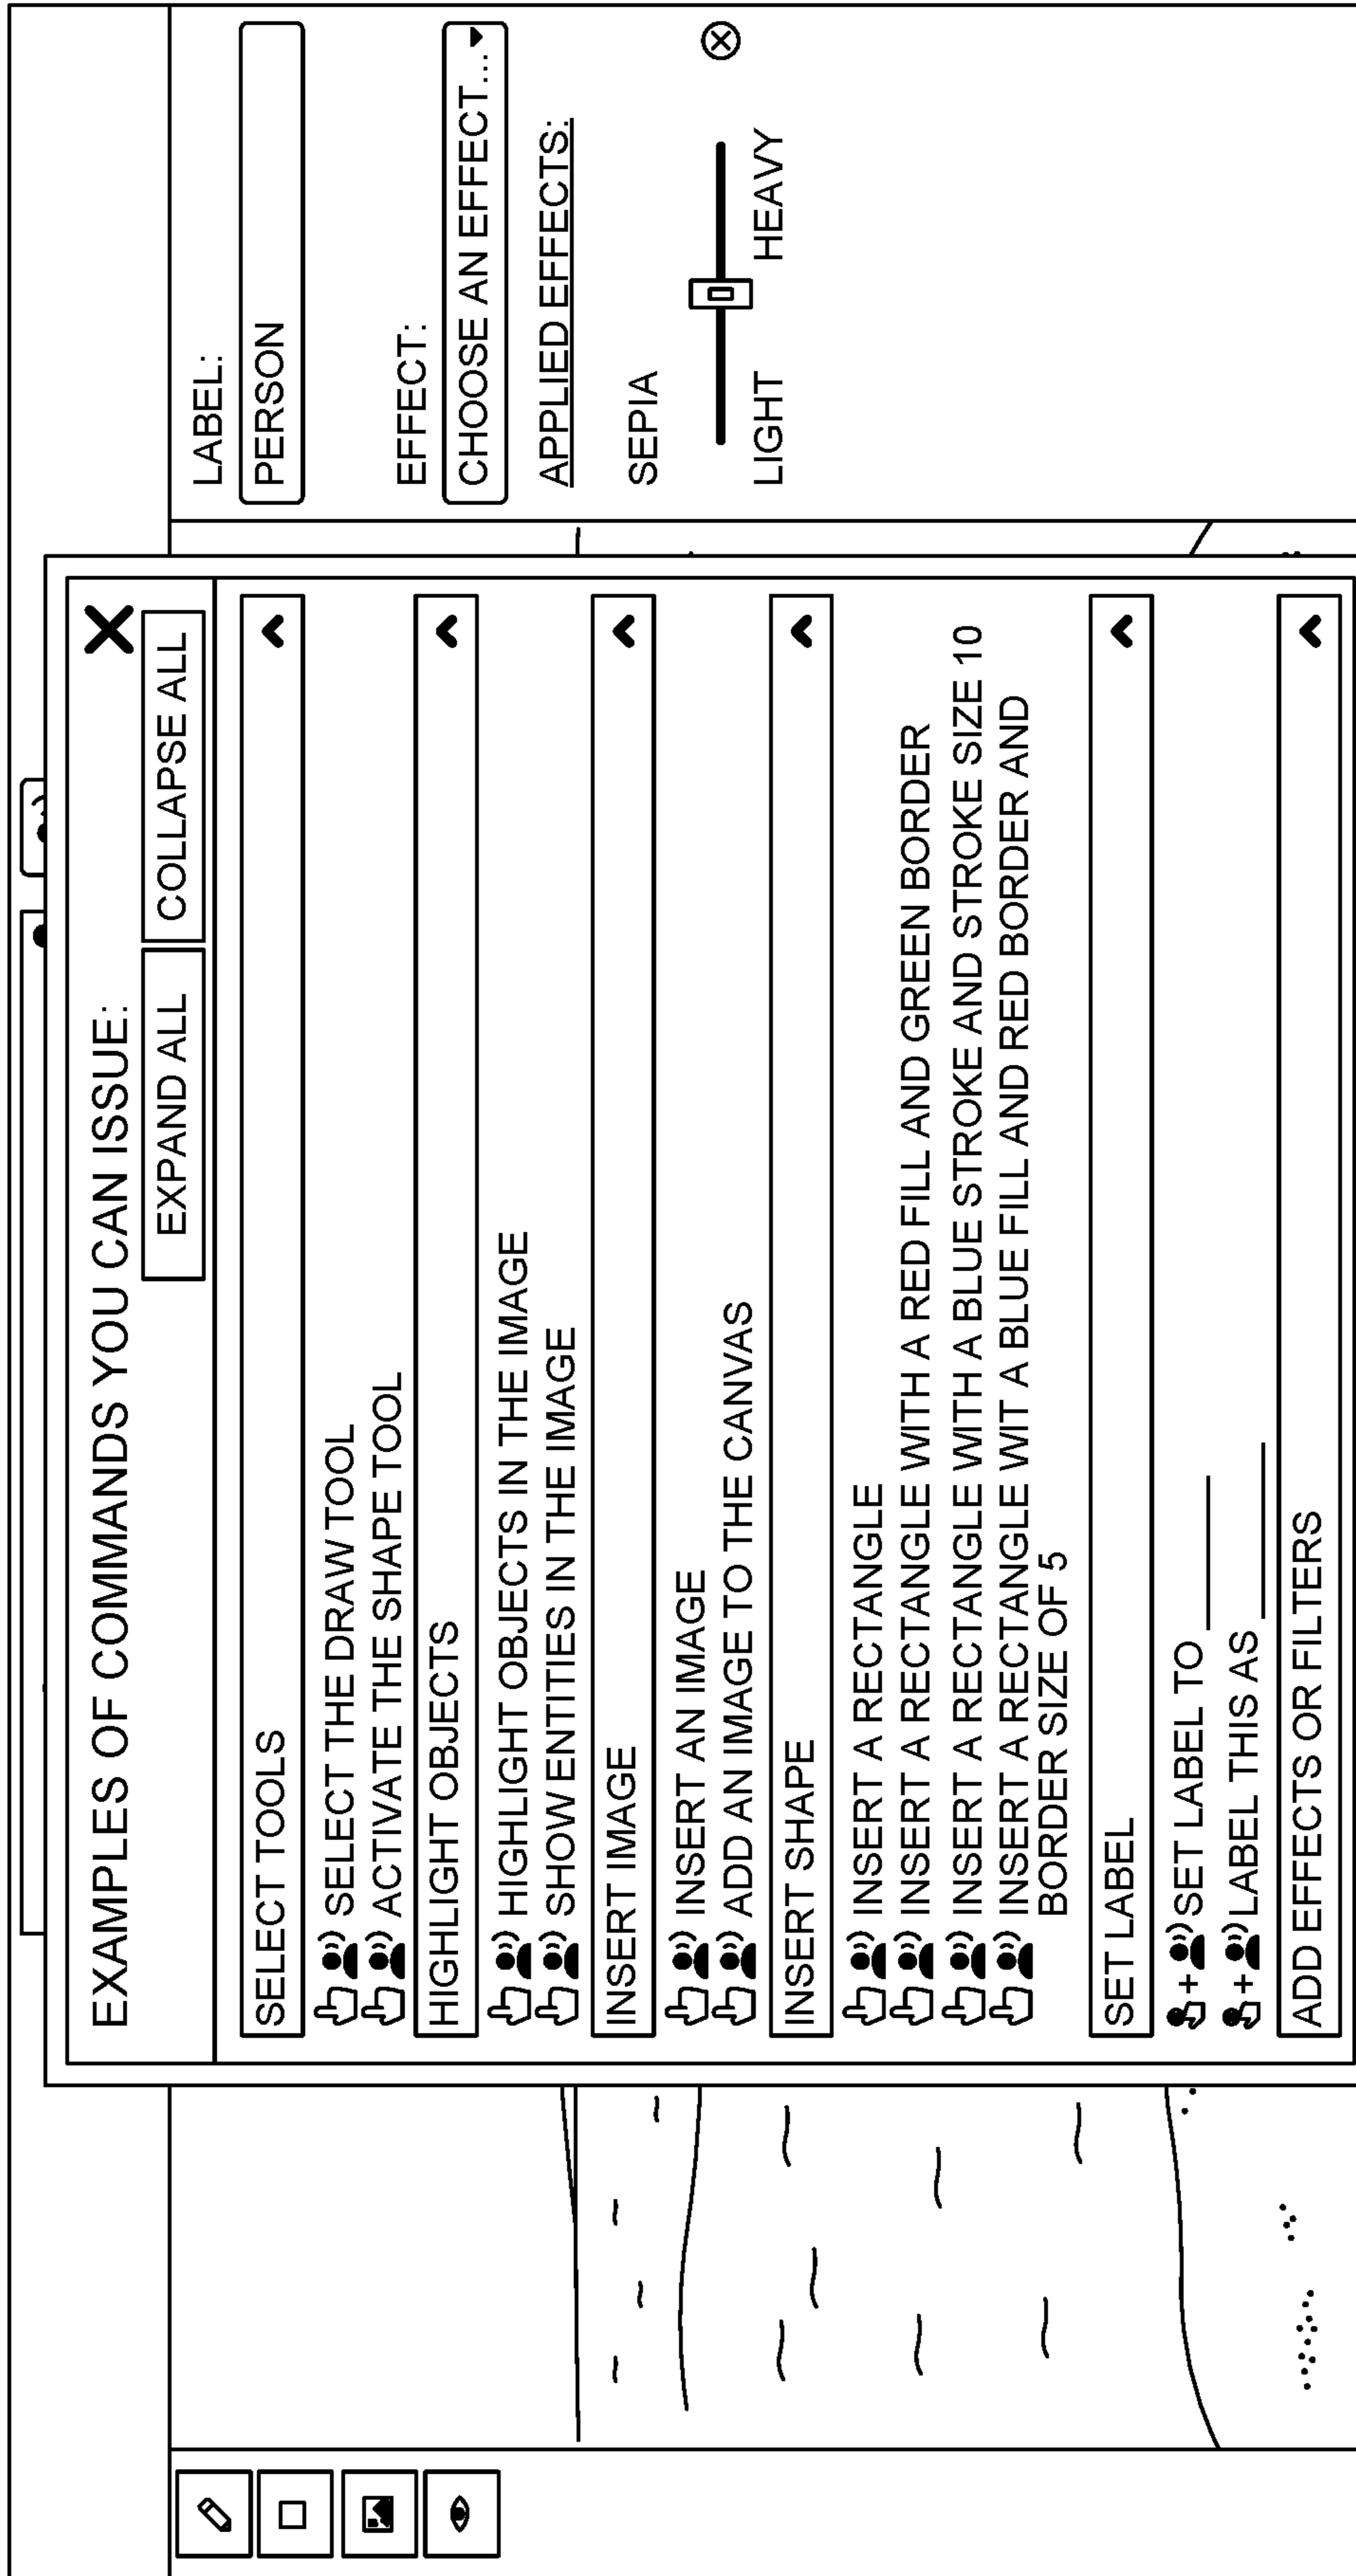 EXAMPLES OF COMMANDS YOU CAN ISSUE:
EXPAND ALL
COLLAPSE ALL
SELECT TOOLS
SELECT THE DRAW TOOL
ACTIVATE THE SHAPE TOOL
HIGHLIGHT OBJECTS
HIGHLIGHT OBJECTS IN THE IMAGE
SHOW ENTITIES IN THE IMAGE
INSERT IMAGE
INSERT AN IMAGE
ADD AN IMAGE TO THE CANVAS
INSERT SHAPE
INSERT A RECTANGLE
INSERT A RECTANGLE WITH A RED FILL AND GREEN BORDER
INSERT A RECTANGLE WITH A BLUE STROKE AND STROKE SIZE 10
INSERT A RECTANGLE WIT A BLUE FILL AND RED BORDER AND
BORDER SIZE OF 5
SET LABEL
+ SET LABEL TO ______
+ LABEL THIS AS ______
ADD EFFECTS OR FILTERS
LABEL:
PERSON
EFFECT:
CHOOSE AN EFFECT...
APPLIED EFFECTS:
SEPIA
LIGHT HEAVY